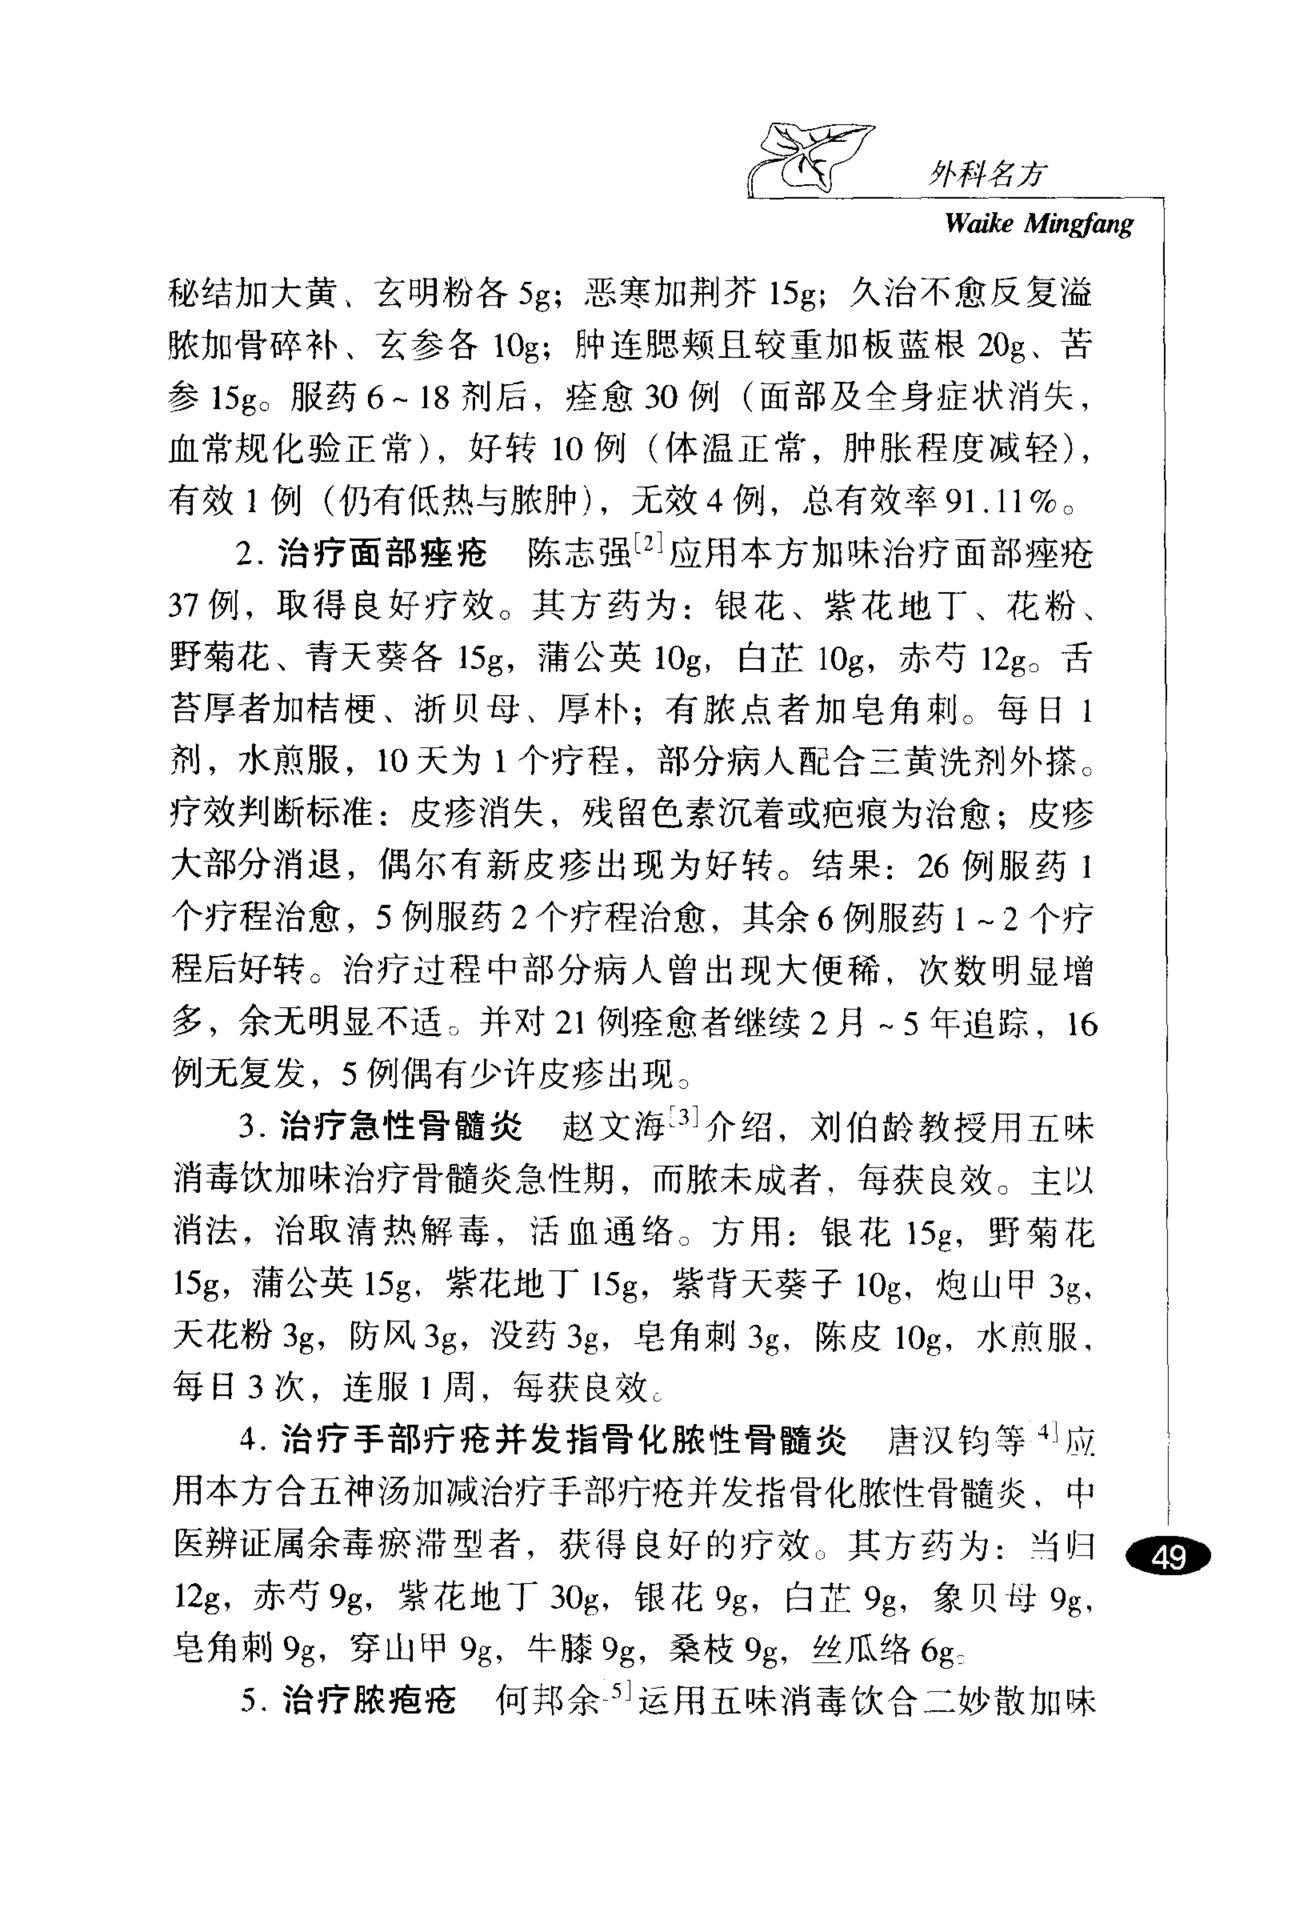 外科名方
Waike Mingfang
秘结加大黄、玄明粉各 5g；恶寒加荆芥 15g；久治不愈反复溢
脓加骨碎补、玄参各 10g；肿连腮颊且较重加板蓝根 20g、苦
参 15g。服药 6～18 剂后，痊愈 30 例（面部及全身症状消失，
血常规化验正常），好转 10 例（体温正常，肿胀程度减轻），
有效 1 例（仍有低热与脓肿），无效 4 例，总有效率 91.11%。
2. 治疗面部痤疮 陈志强[2]应用本方加味治疗面部痤疮
37 例，取得良好疗效。其方药为：银花、紫花地丁、花粉、
野菊花、青天葵各 15g，蒲公英 10g，白芷 10g，赤芍 12g。舌
苔厚者加桔梗、浙贝母、厚朴；有脓点者加皂角刺。每日 1
剂，水煎服，10 天为 1 个疗程，部分病人配合三黄洗剂外搽。
疗效判断标准：皮疹消失，残留色素沉着或疤痕为治愈；皮疹
大部分消退，偶尔有新皮疹出现为好转。结果：26 例服药 1
个疗程治愈，5 例服药 2 个疗程治愈，其余 6 例服药 1～2 个疗
程后好转。治疗过程中部分病人曾出现大便稀，次数明显增
多，余无明显不适。并对 21 例痊愈者继续 2 月～5 年追踪，16
例无复发，5 例偶有少许皮疹出现。
3. 治疗急性骨髓炎 赵文海[3]介绍，刘伯龄教授用五味
消毒饮加味治疗骨髓炎急性期，而脓未成者，每获良效。主以
消法，治取清热解毒，活血通络。方用：银花 15g，野菊花
15g，蒲公英 15g，紫花地丁 15g，紫背天葵子 10g，炮山甲 3g，
天花粉 3g，防风 3g，没药 3g，皂角刺 3g，陈皮 10g，水煎服，
每日 3 次，连服 1 周，每获良效。
4. 治疗手部疔疮并发指骨化脓性骨髓炎 唐汉钧等[4]应
用本方合五神汤加减治疗手部疔疮并发指骨化脓性骨髓炎，中
医辨证属余毒瘀滞型者，获得良好的疗效。其方药为：当归
12g，赤芍 9g，紫花地丁 30g，银花 9g，白芷 9g，象贝母 9g，
皂角刺 9g，穿山甲 9g，牛膝 9g，桑枝 9g，丝瓜络 6g。
5. 治疗脓疱疮 何邦余[5]运用五味消毒饮合二妙散加味
49